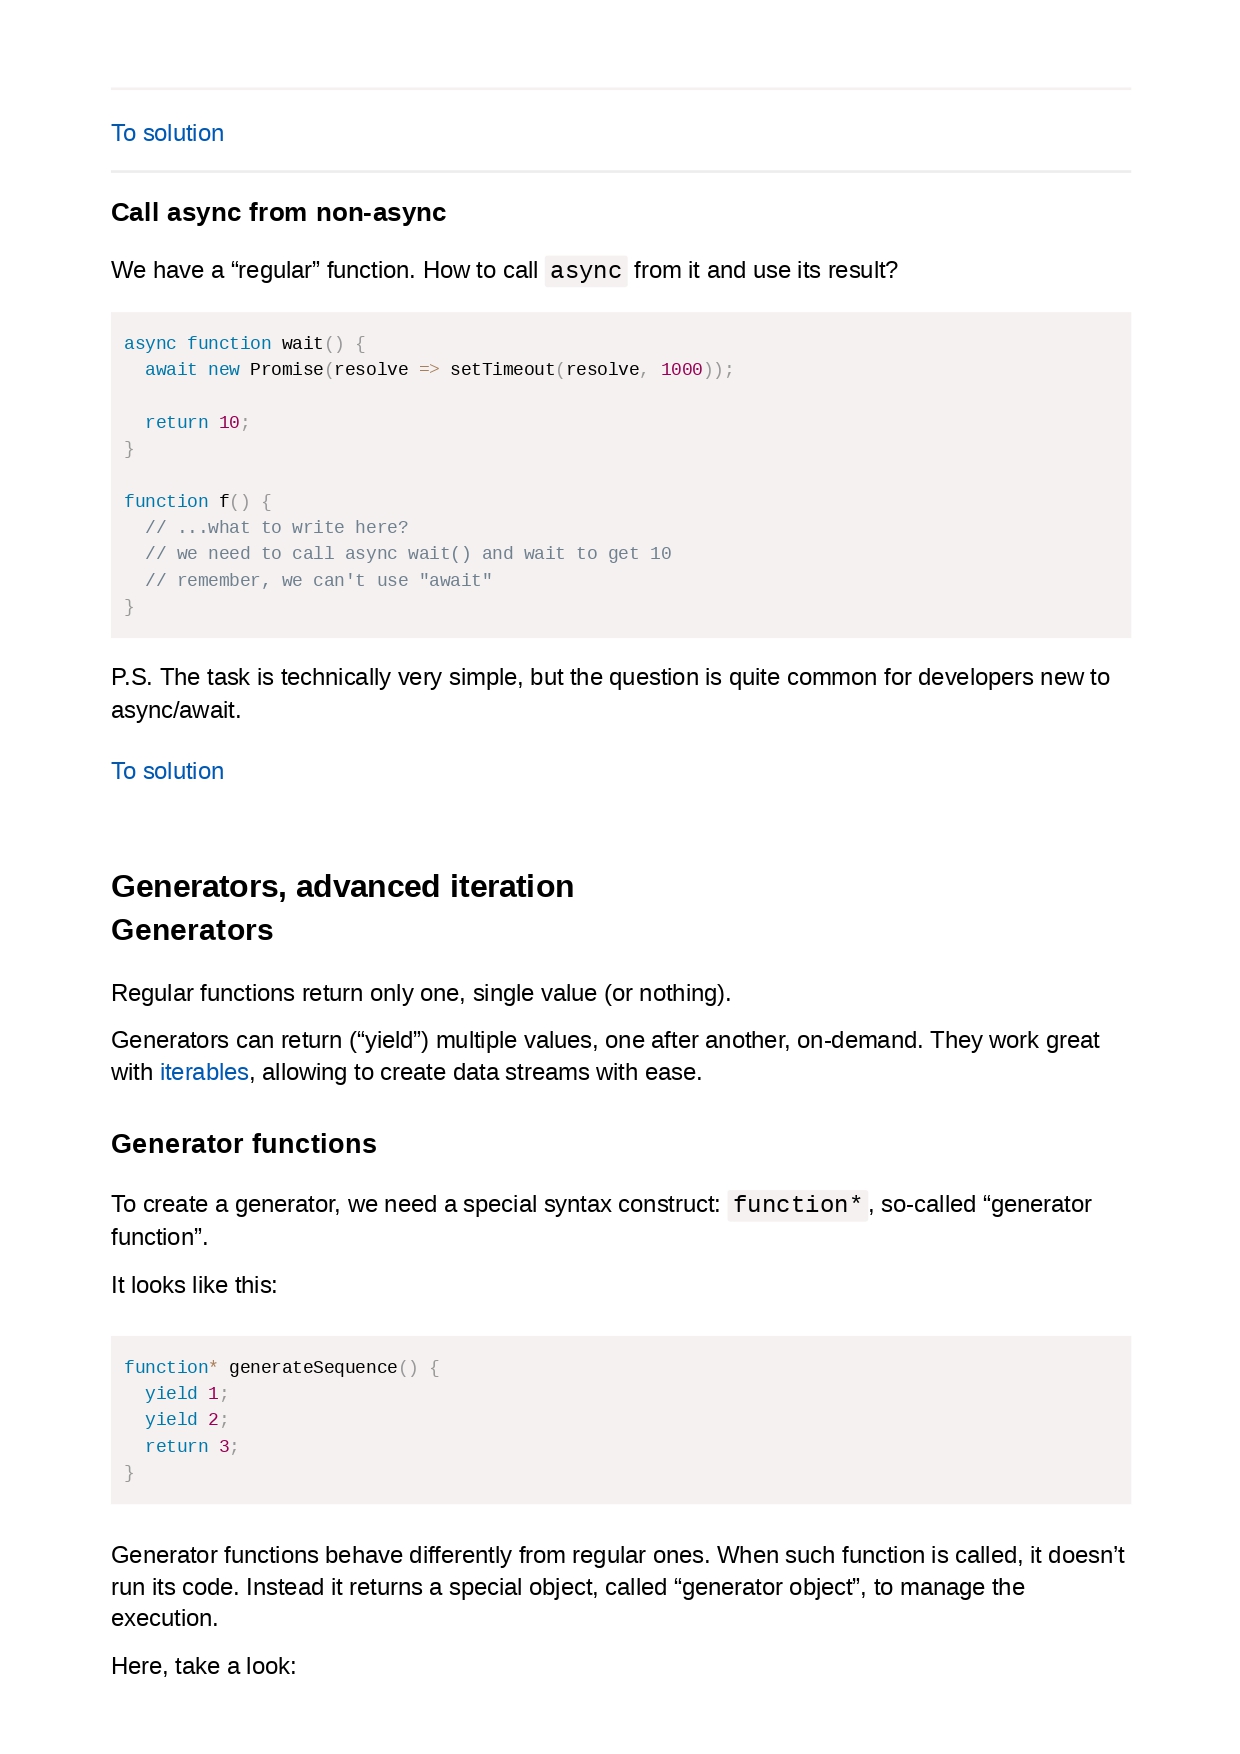 To solution
Call async from non-async
We have a “regular” function. How to call async from it and use its result?
async function wait() {
  await new Promise(resolve => setTimeout(resolve, 1000));

  return 10;
}

function f() {
  // ...what to write here?
  // we need to call async wait() and wait to get 10
  // remember, we can't use "await"
}
P.S. The task is technically very simple, but the question is quite common for developers new to
async/await.
To solution
Generators, advanced iteration
Generators
Regular functions return only one, single value (or nothing).
Generators can return (“yield”) multiple values, one after another, on-demand. They work great
with iterables, allowing to create data streams with ease.
Generator functions
To create a generator, we need a special syntax construct: function*, so-called “generator
function”.
It looks like this:
function* generateSequence() {
  yield 1;
  yield 2;
  return 3;
}
Generator functions behave differently from regular ones. When such function is called, it doesn’t
run its code. Instead it returns a special object, called “generator object”, to manage the
execution.
Here, take a look: